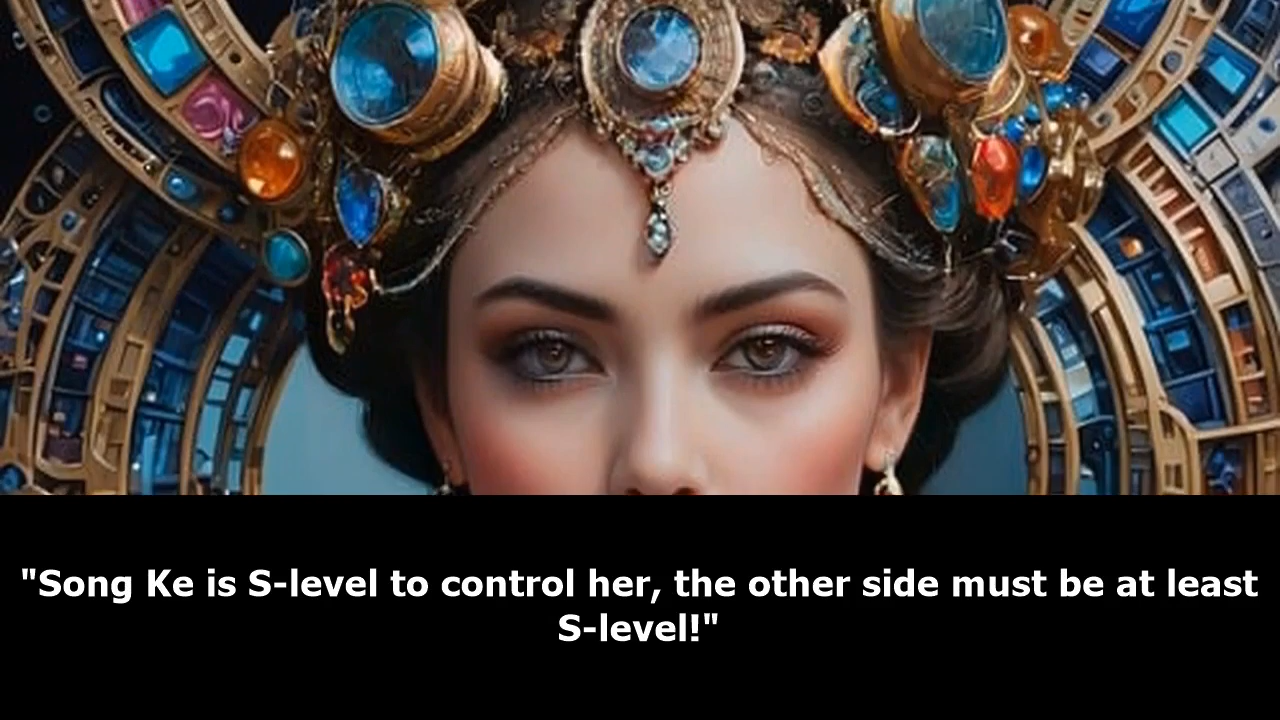 "Song Ke is S-level to control her, the other side must be at least
S-level!"